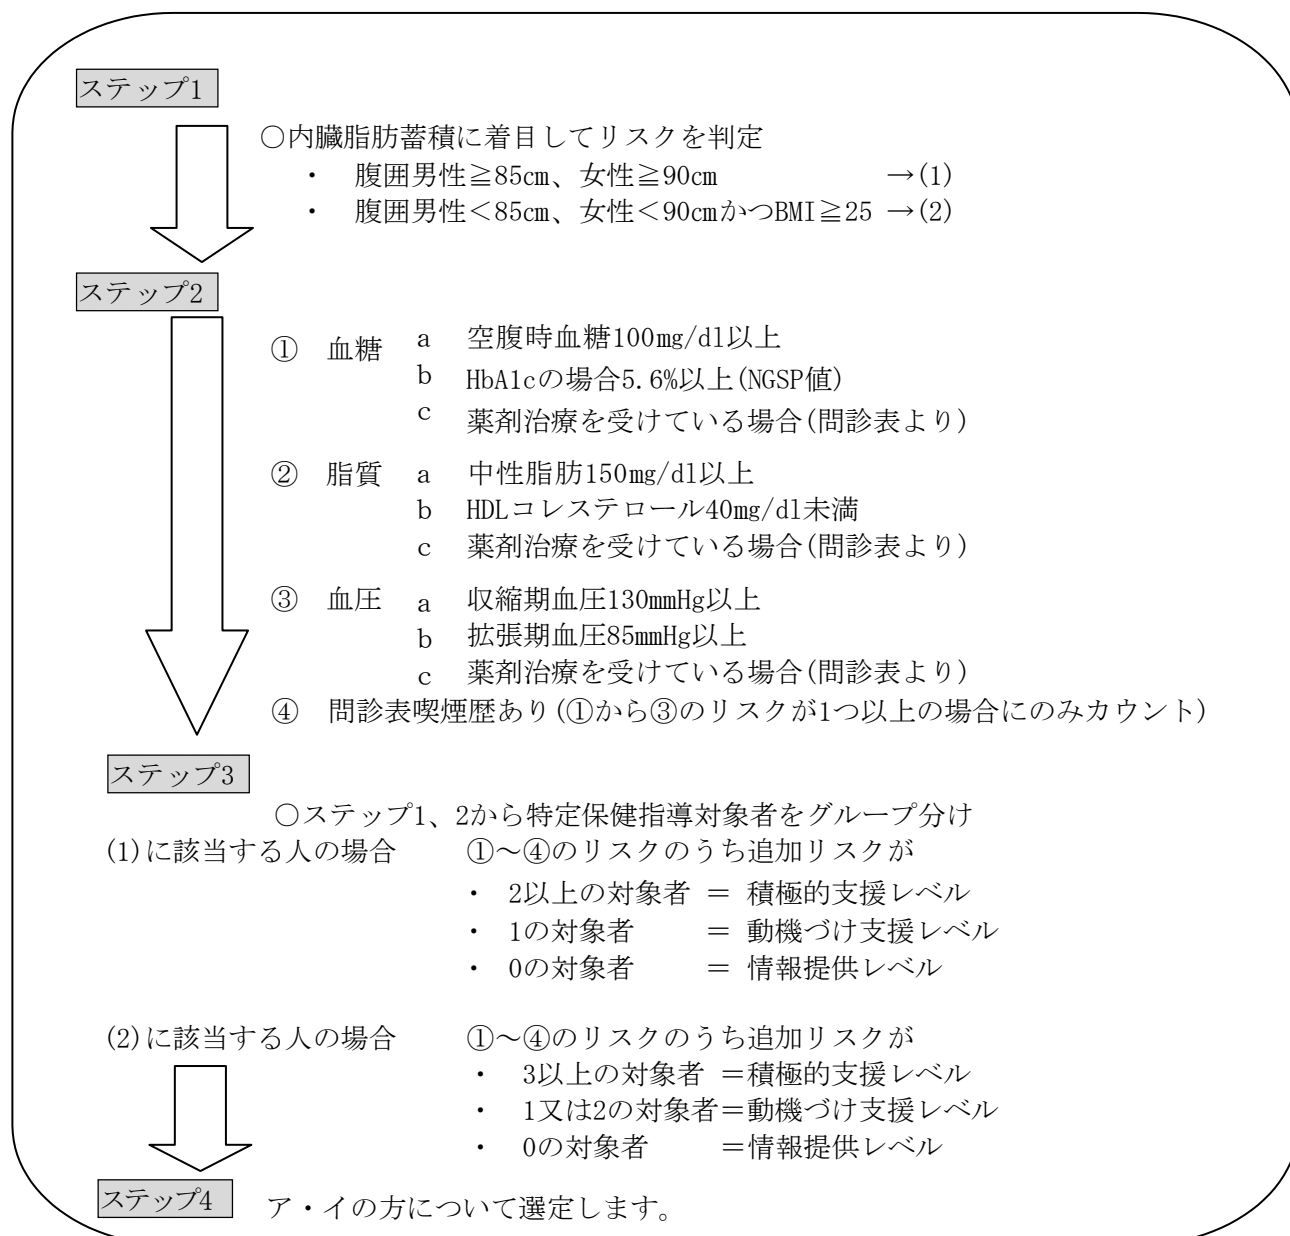 ステップ1
○内臓脂肪蓄積に着目してリスクを判定
・ 腹囲男性≧85㎝、女性≧90㎝ →(1)
・ 腹囲男性＜85㎝、女性＜90㎝かつBMI≧25 →(2)
ステップ2
① 血糖 a 空腹時血糖100㎎/dl以上
b HbA1cの場合5.6%以上(NGSP値)
c 薬剤治療を受けている場合(問診表より)
② 脂質 a 中性脂肪150㎎/dl以上
b HDLコレステロール40㎎/dl未満
c 薬剤治療を受けている場合(問診表より)
③ 血圧 a 収縮期血圧130mmHg以上
b 拡張期血圧85mmHg以上
c 薬剤治療を受けている場合(問診表より)
④ 問診表喫煙歴あり(①から③のリスクが1つ以上の場合にのみカウント)
ステップ3
○ステップ1、2から特定保健指導対象者をグループ分け
(1)に該当する人の場合 ①～④のリスクのうち追加リスクが
・ 2以上の対象者 ＝ 積極的支援レベル
・ 1の対象者 ＝ 動機づけ支援レベル
・ 0の対象者 ＝ 情報提供レベル
(2)に該当する人の場合 ①～④のリスクのうち追加リスクが
・ 3以上の対象者 ＝積極的支援レベル
・ 1又は2の対象者＝動機づけ支援レベル
・ 0の対象者 ＝情報提供レベル
ステップ4 ア・イの方について選定します。